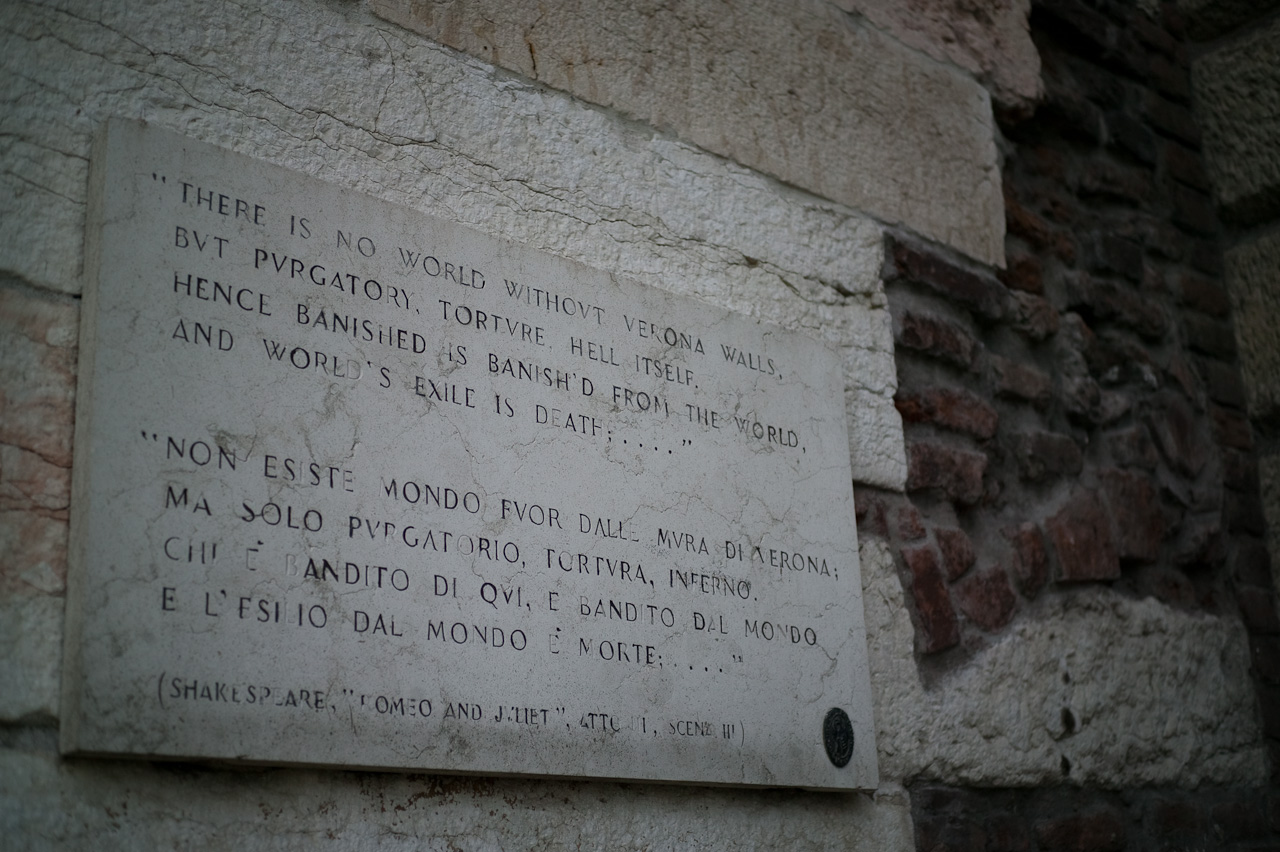 "THERE IS NO WORLD WITHOVT VERONA WALLS,
BVT PVRGATORY, TORTVRE, HELL ITSELF.
HENCE BANISHED IS BANISH'D FROM THE WORLD,
AND WORLD'S EXILE IS DEATH; . . . ."
"NON ESISTE MONDO FVOR DALLE MVRA DI VERONA;
MA SOLO PVRGATORIO, TORTVRA, INFERNO.
CHI È BANDITO DI QVI, È BANDITO DAL MONDO
E L'ESILIO DAL MONDO È MORTE; . . . ."
(SHAKESPEARE, "ROMEO AND JVLIET", ATTO III, SCENA III)